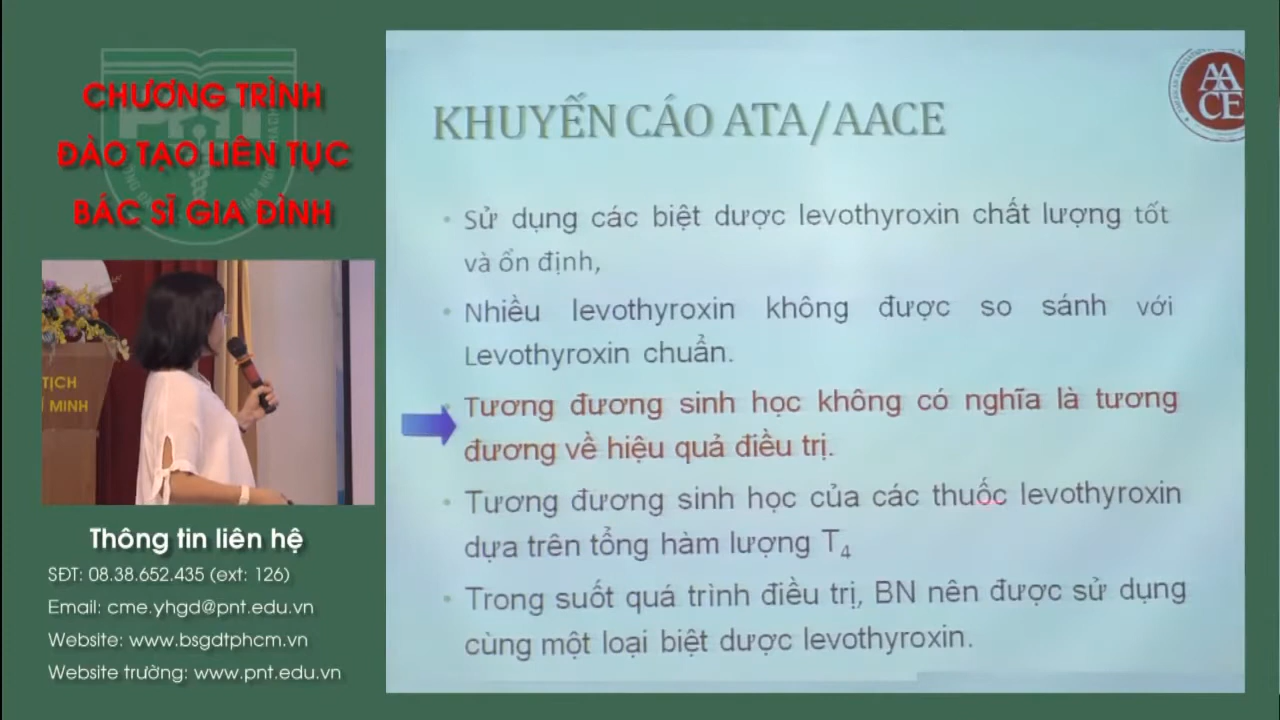 CHƯƠNG TRÌNH
ĐÀO TẠO LIÊN TỤC
BÁC SĨ GIA ĐÌNH
TỊCH
MINH
Thông tin liên hệ
SĐT: 08.38.652.435 (ext: 126)
Email: cme.yhgd@pnt.edu.vn
Website: www.bsgdtphcm.vn
Website trường: www.pnt.edu.vn
AA
CE
KHUYẾN CÁO ATA/AACE
• Sử dụng các biệt dược levothyroxin chất lượng tốt
và ổn định,
• Nhiều levothyroxin không được so sánh với
Levothyroxin chuẩn.
• Tương đương sinh học không có nghĩa là tương
đương về hiệu quả điều trị.
• Tương đương sinh học của các thuốc levothyroxin
dựa trên tổng hàm lượng T4
• Trong suốt quá trình điều trị, BN nên được sử dụng
cùng một loại biệt dược levothyroxin.